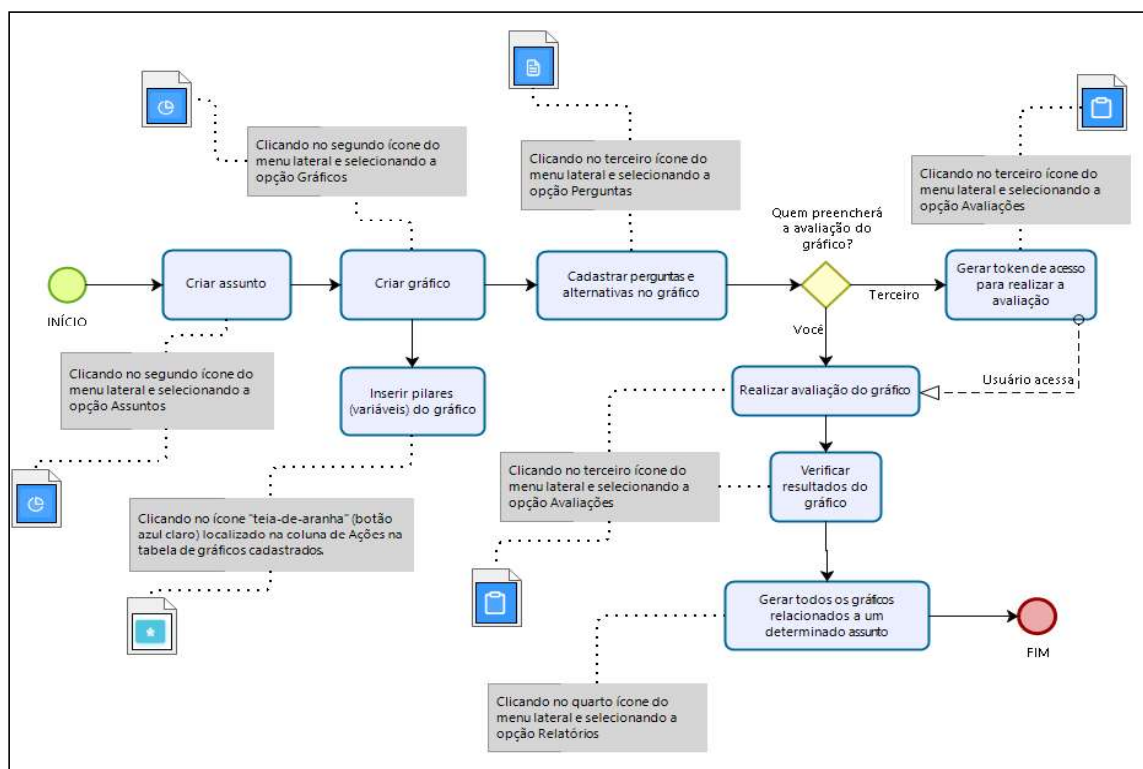 Clicando no segundo ícone do
menu lateral e selecionando a
opção Gráficos
Clicando no terceiro ícone do
menu lateral e selecionando a
opção Perguntas
Clicando no terceiro ícone do
menu lateral e selecionando a
opção Avaliações
Quem preencherá
a avaliação do
gráfico?
INÍCIO
Criar assunto
Criar gráfico
Cadastrar perguntas e
alternativas no gráfico
Terceiro
Gerar token de acesso
para realizar a
avaliação
Você
Clicando no segundo ícone do
menu lateral e selecionando a
opção Assuntos
Inserir pilares
(variáveis) do gráfico
Realizar avaliação do gráfico
Usuário acessa
Clicando no terceiro ícone do
menu lateral e selecionando a
opção Avaliações
Verificar
resultados do
gráfico
Clicando no ícone "teia-de-aranha" (botão
azul claro) localizado na coluna de Ações na
tabela de gráficos cadastrados.
Gerar todos os gráficos
relacionados a um
determinado assunto
FIM
Clicando no quarto ícone do
menu lateral e selecionando a
opção Relatórios